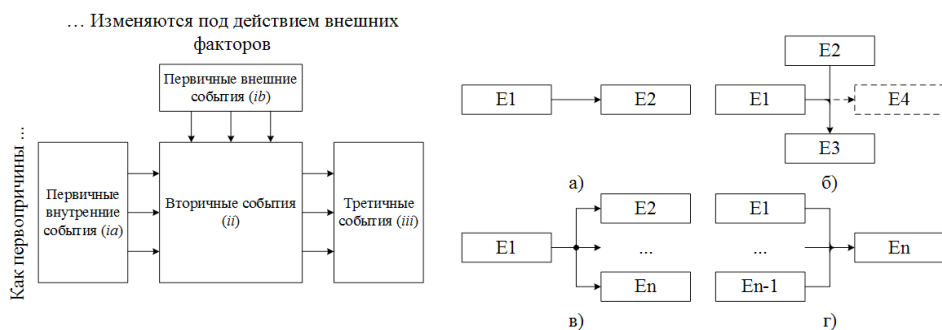 … Изменяются под действием внешних
факторов
Как первопричины ...
Первичные внешние
события (ib)
Первичные
внутренние
события (ia)
Вторичные события
(ii)
Третичные
события (iii)
E1
E2
а)
E2
E1
E4
E3
б)
E2
E1
...
En
в)
E1
...
En
En-1
г)